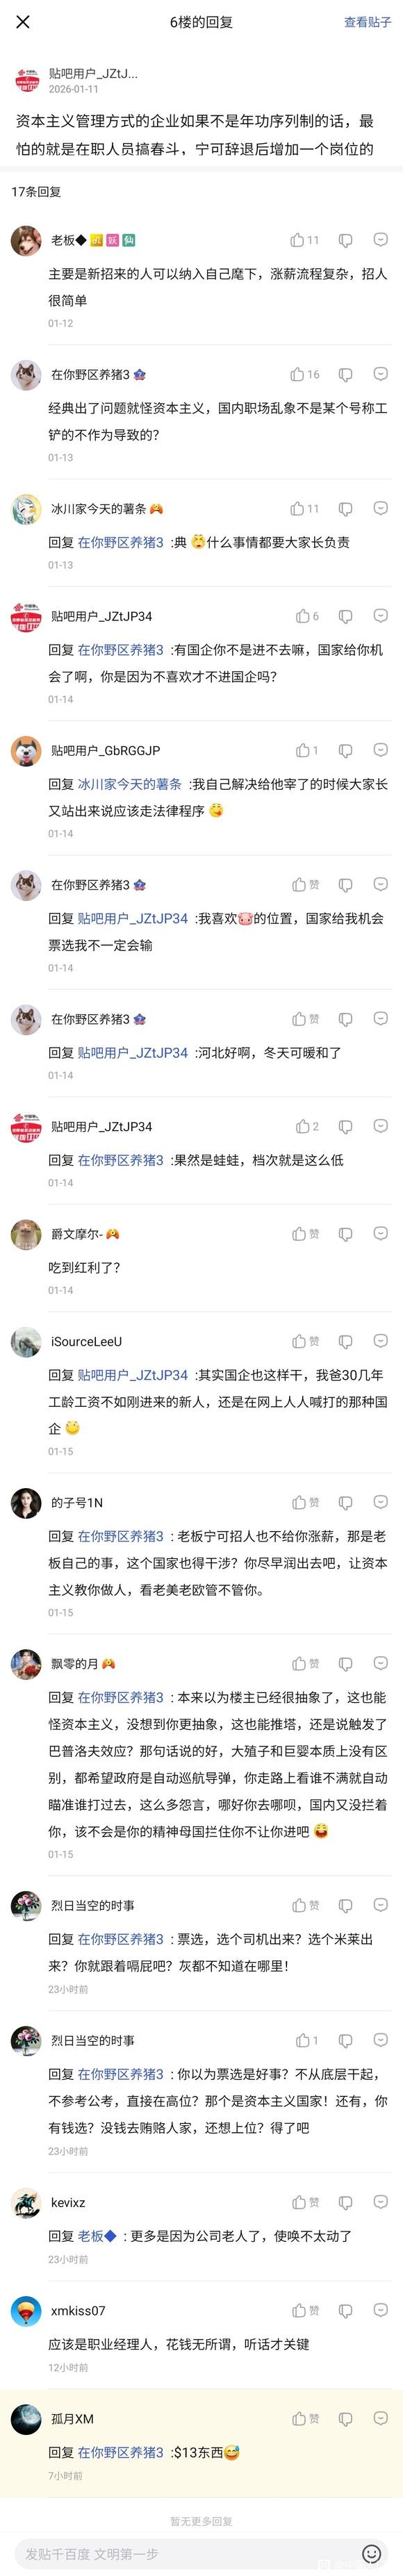 6楼的回复
查看贴子
贴吧用户_JZtJ...
2026-01-11
资本主义管理方式的企业如果不是年功序列制的话，最
怕的就是在职人员搞春斗，宁可辞退后增加一个岗位的
17条回复
老板◆
妖 仙
11
主要是新招来的人可以纳入自己麾下，涨薪流程复杂，招人
很简单
01-12
在你野区养猪3
16
经典出了问题就怪资本主义，国内职场乱象不是某个号称工
铲的不作为导致的？
01-13
冰川家今天的薯条
11
回复 在你野区养猪3 :典 什么事情都要大家长负责
01-13
贴吧用户_JZtJP34
6
回复 在你野区养猪3 :有国企你不是进不去嘛，国家给你机
会了啊，你是因为不喜欢才不进国企吗？
01-14
贴吧用户_GbRGGJP
1
回复 冰川家今天的薯条 :我自己解决给他宰了的时候大家长
又站出来说应该走法律程序
01-14
在你野区养猪3
赞
回复 贴吧用户_JZtJP34 :我喜欢🐷的位置，国家给我机会
票选我不一定会输
01-14
在你野区养猪3
赞
回复 贴吧用户_JZtJP34 :河北好啊，冬天可暖和了
01-14
贴吧用户_JZtJP34
2
回复 在你野区养猪3 :果然是蛙蛙，档次就是这么低
01-14
爵文摩尔-
赞
吃到红利了？
01-14
iSourceLeeU
赞
回复 贴吧用户_JZtJP34 :其实国企也这样干，我爸30几年
工龄工资不如刚进来的新人，还是在网上人人喊打的那种国
企
01-15
的子号1N
赞
回复 在你野区养猪3 : 老板宁可招人也不给你涨薪，那是老
板自己的事，这个国家也得干涉？你尽早润出去吧，让资本
主义教你做人，看老美老欧管不管你。
01-15
飘零的月
赞
回复 在你野区养猪3 : 本来以为楼主已经很抽象了，这也能
怪资本主义，没想到你更抽象，这也能推塔，还是说触发了
巴普洛夫效应？那句话说的好，大殖子和巨婴本质上没有区
别，都希望政府是自动巡航导弹，你走路上看谁不满就自动
瞄准谁打过去，这么多怨言，哪好你去哪呗，国内又没拦着
你，该不会是你的精神母国拦住你不让你进吧
01-15
烈日当空的时事
赞
回复 在你野区养猪3 : 票选，选个司机出来？选个米莱出
来？你就跟着嗝屁吧？灰都不知道在哪里！
23小时前
烈日当空的时事
1
回复 在你野区养猪3 : 你以为票选是好事？不从底层干起，
不参考公考，直接在高位？那个是资本主义国家！还有，你
有钱选？没钱去贿赂人家，还想上位？得了吧
23小时前
kevixz
赞
回复 老板◆ : 更多是因为公司老人了，使唤不太动了
23小时前
xmkiss07
赞
应该是职业经理人，花钱无所谓，听话才关键
12小时前
孤月XM
赞
回复 在你野区养猪3 :$13东西
7小时前
暂无更多回复
发贴千百度 文明第一步